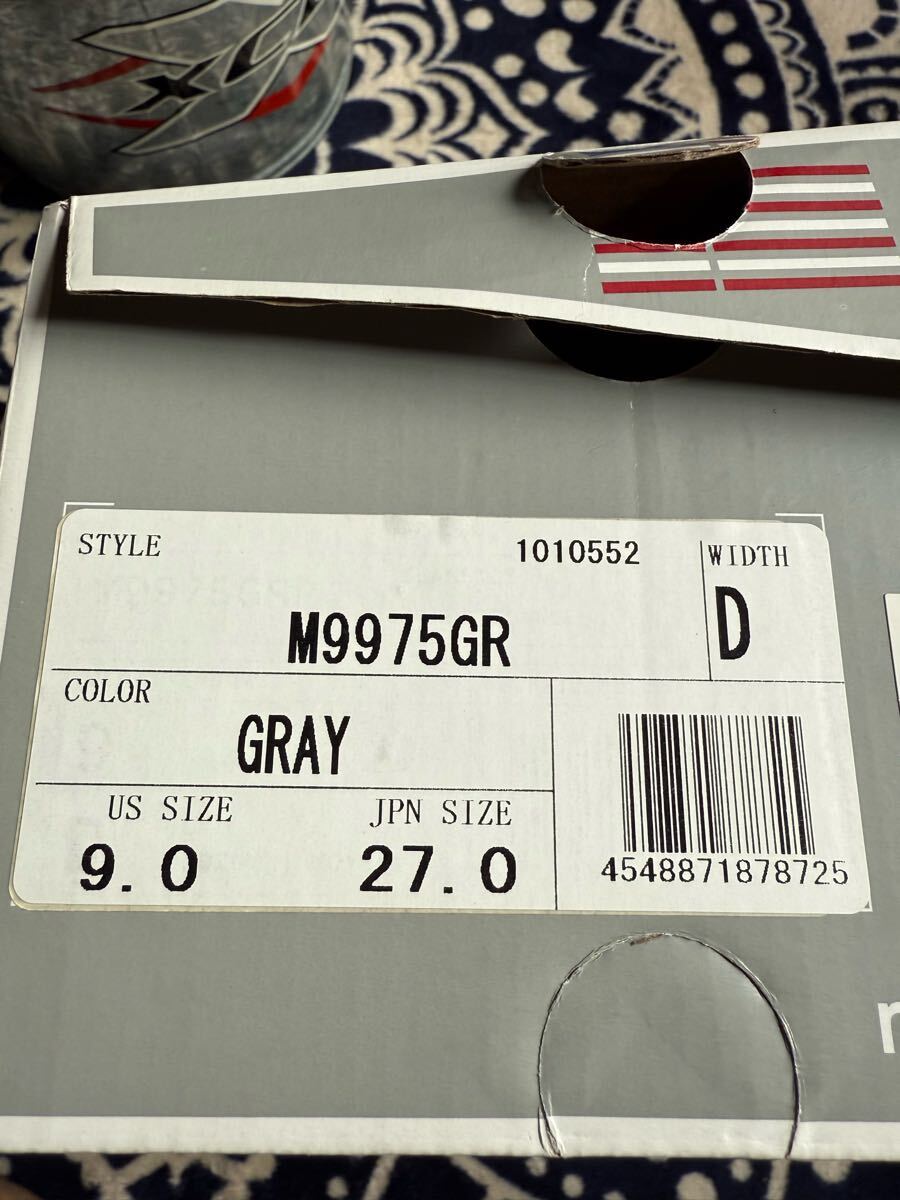 STYLE 1010552 WIDTH
M9975GR D
COLOR
GRAY
US SIZE JPN SIZE
9.0 27.0
4548871878725